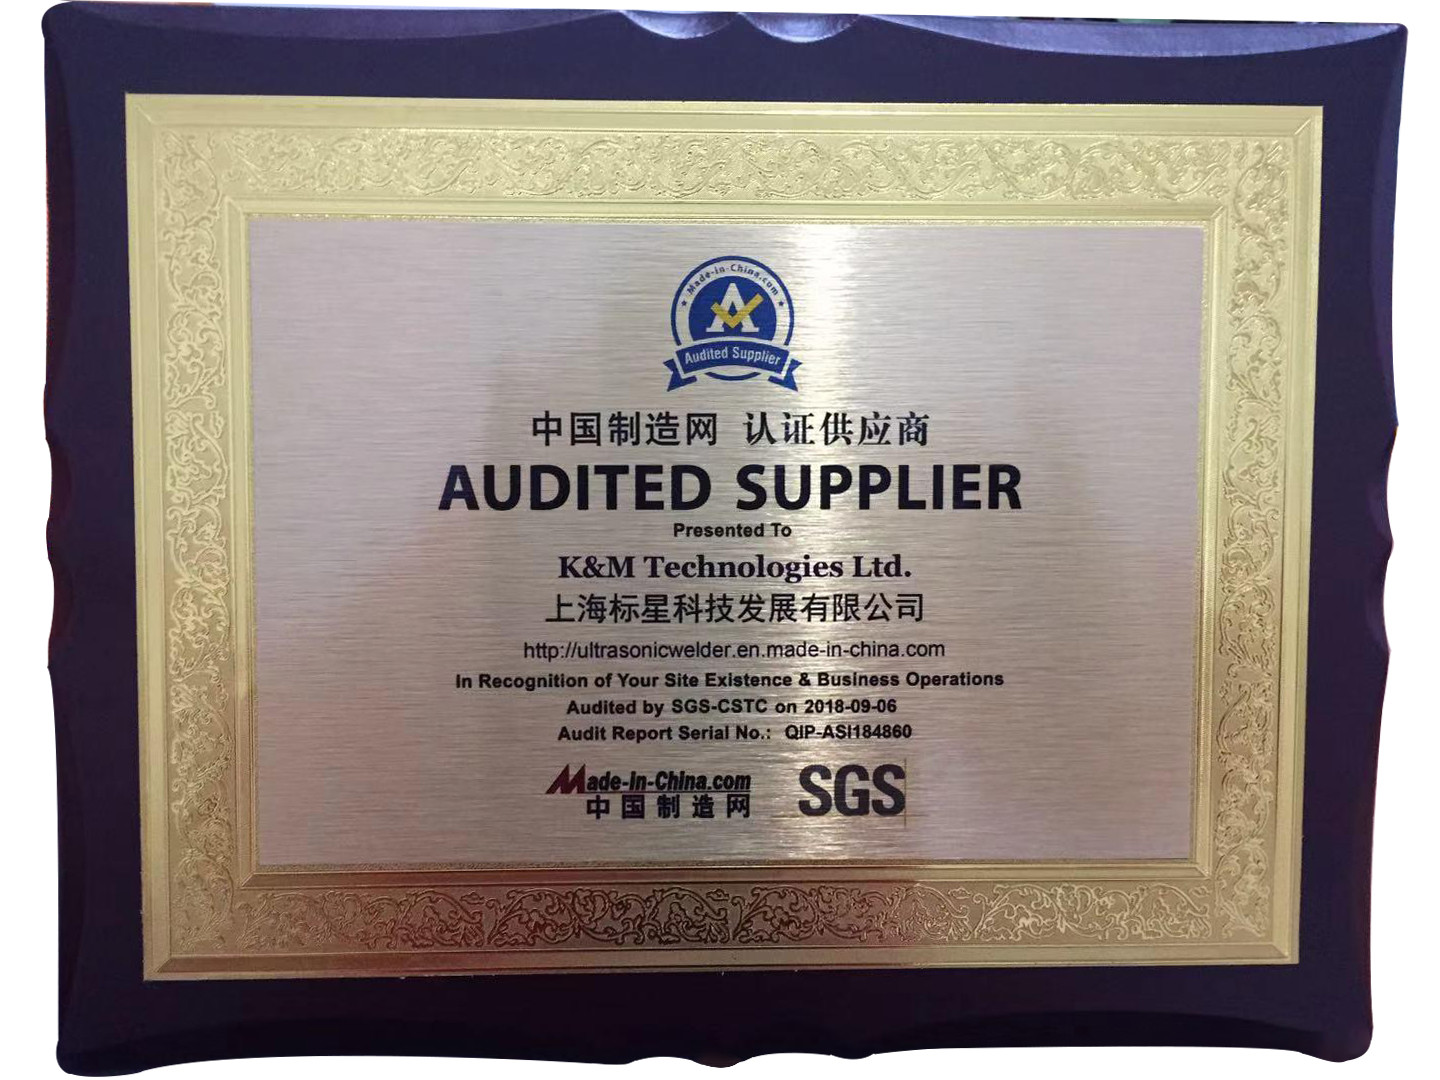 Made-in-China.com
Audited Supplier
中国制造网 认证供应商
AUDITED SUPPLIER
Presented To
K&M Technologies Ltd.
上海标星科技发展有限公司
http://ultrasonicwelder.en.made-in-china.com
In Recognition of Your Site Existence & Business Operations
Audited by SGS-CSTC on 2018-09-06
Audit Report Serial No.: QIP-ASI184860
Made-in-China.com
中国制造网
SGS